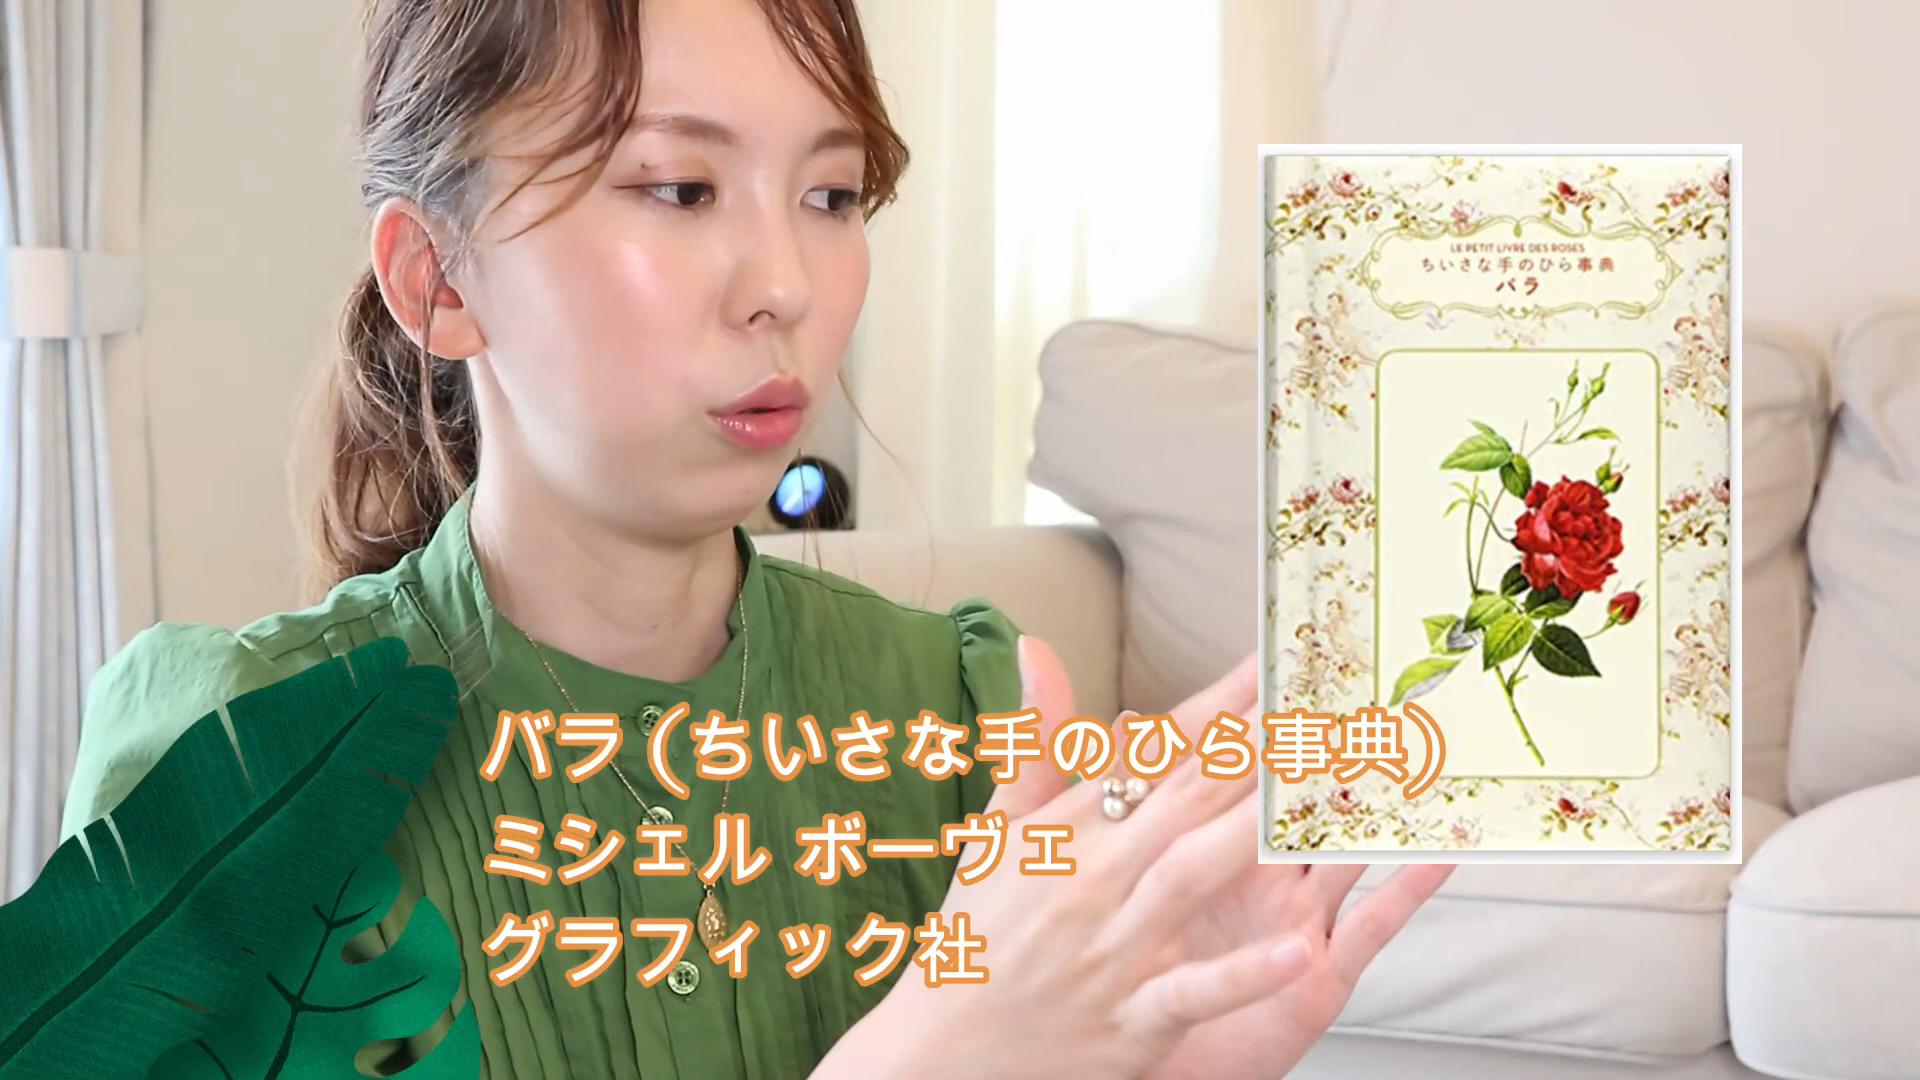 LE PETIT LIVRE DES ROSES
ちいさな手のひら事典
バラ
バラ (ちいさな手のひら事典)
ミシェル ボーヴェ
グラフィック社